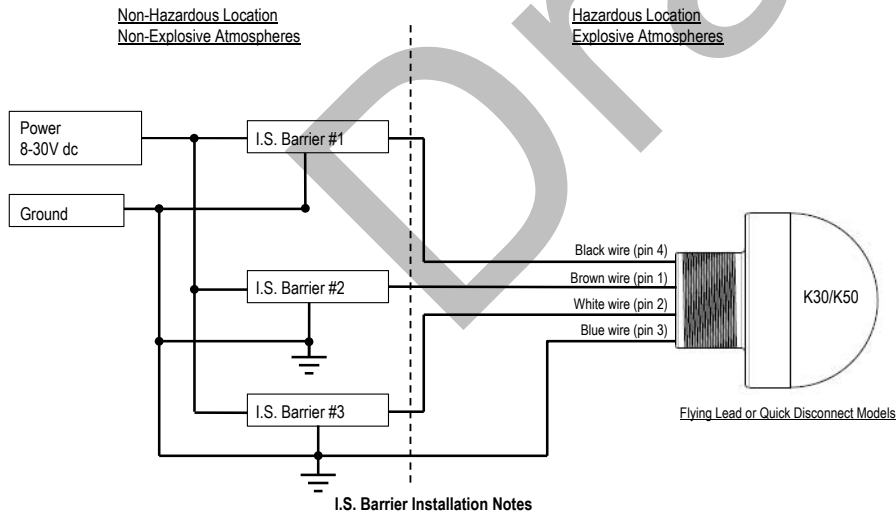 Non-Hazardous Location
Non-Explosive Atmospheres
Hazardous Location
Explosive Atmospheres
Power
8-30V dc
I.S. Barrier #1
Ground
Black wire (pin 4)
Brown wire (pin 1)
I.S. Barrier #2
White wire (pin 2)
Blue wire (pin 3)
K30/K50
I.S. Barrier #3
Flying Lead or Quick Disconnect Models
I.S. Barrier Installation Notes